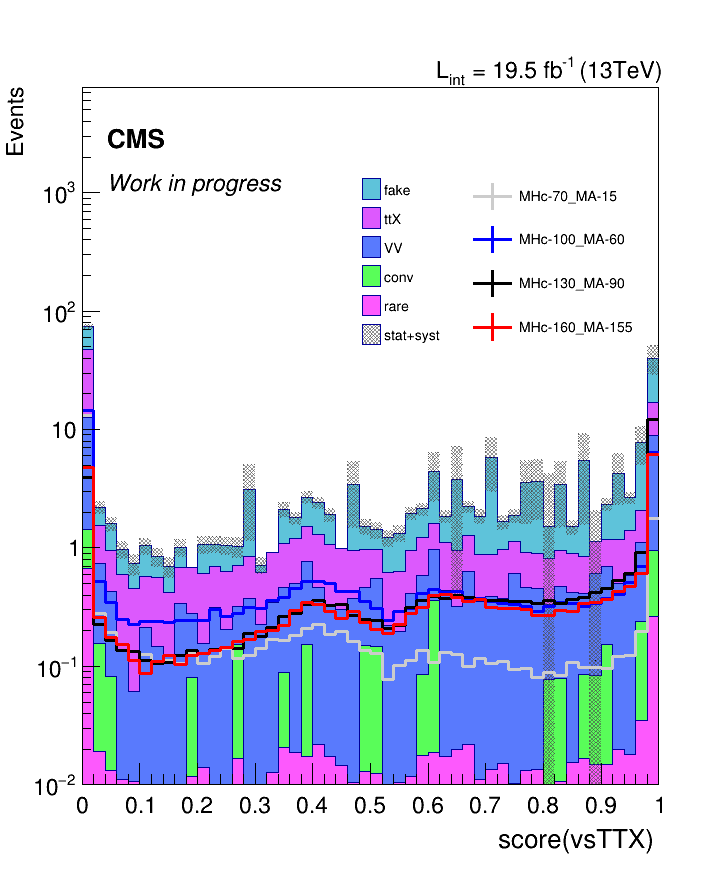 L_int = 19.5 fb^-1 (13TeV)
Events
CMS
Work in progress
fake
ttX
VV
conv
rare
stat+syst
MHc-70_MA-15
MHc-100_MA-60
MHc-130_MA-90
MHc-160_MA-155
10^3
10^2
10
1
10^-1
10^-2
0 0.1 0.2 0.3 0.4 0.5 0.6 0.7 0.8 0.9 1
score(vsTTX)